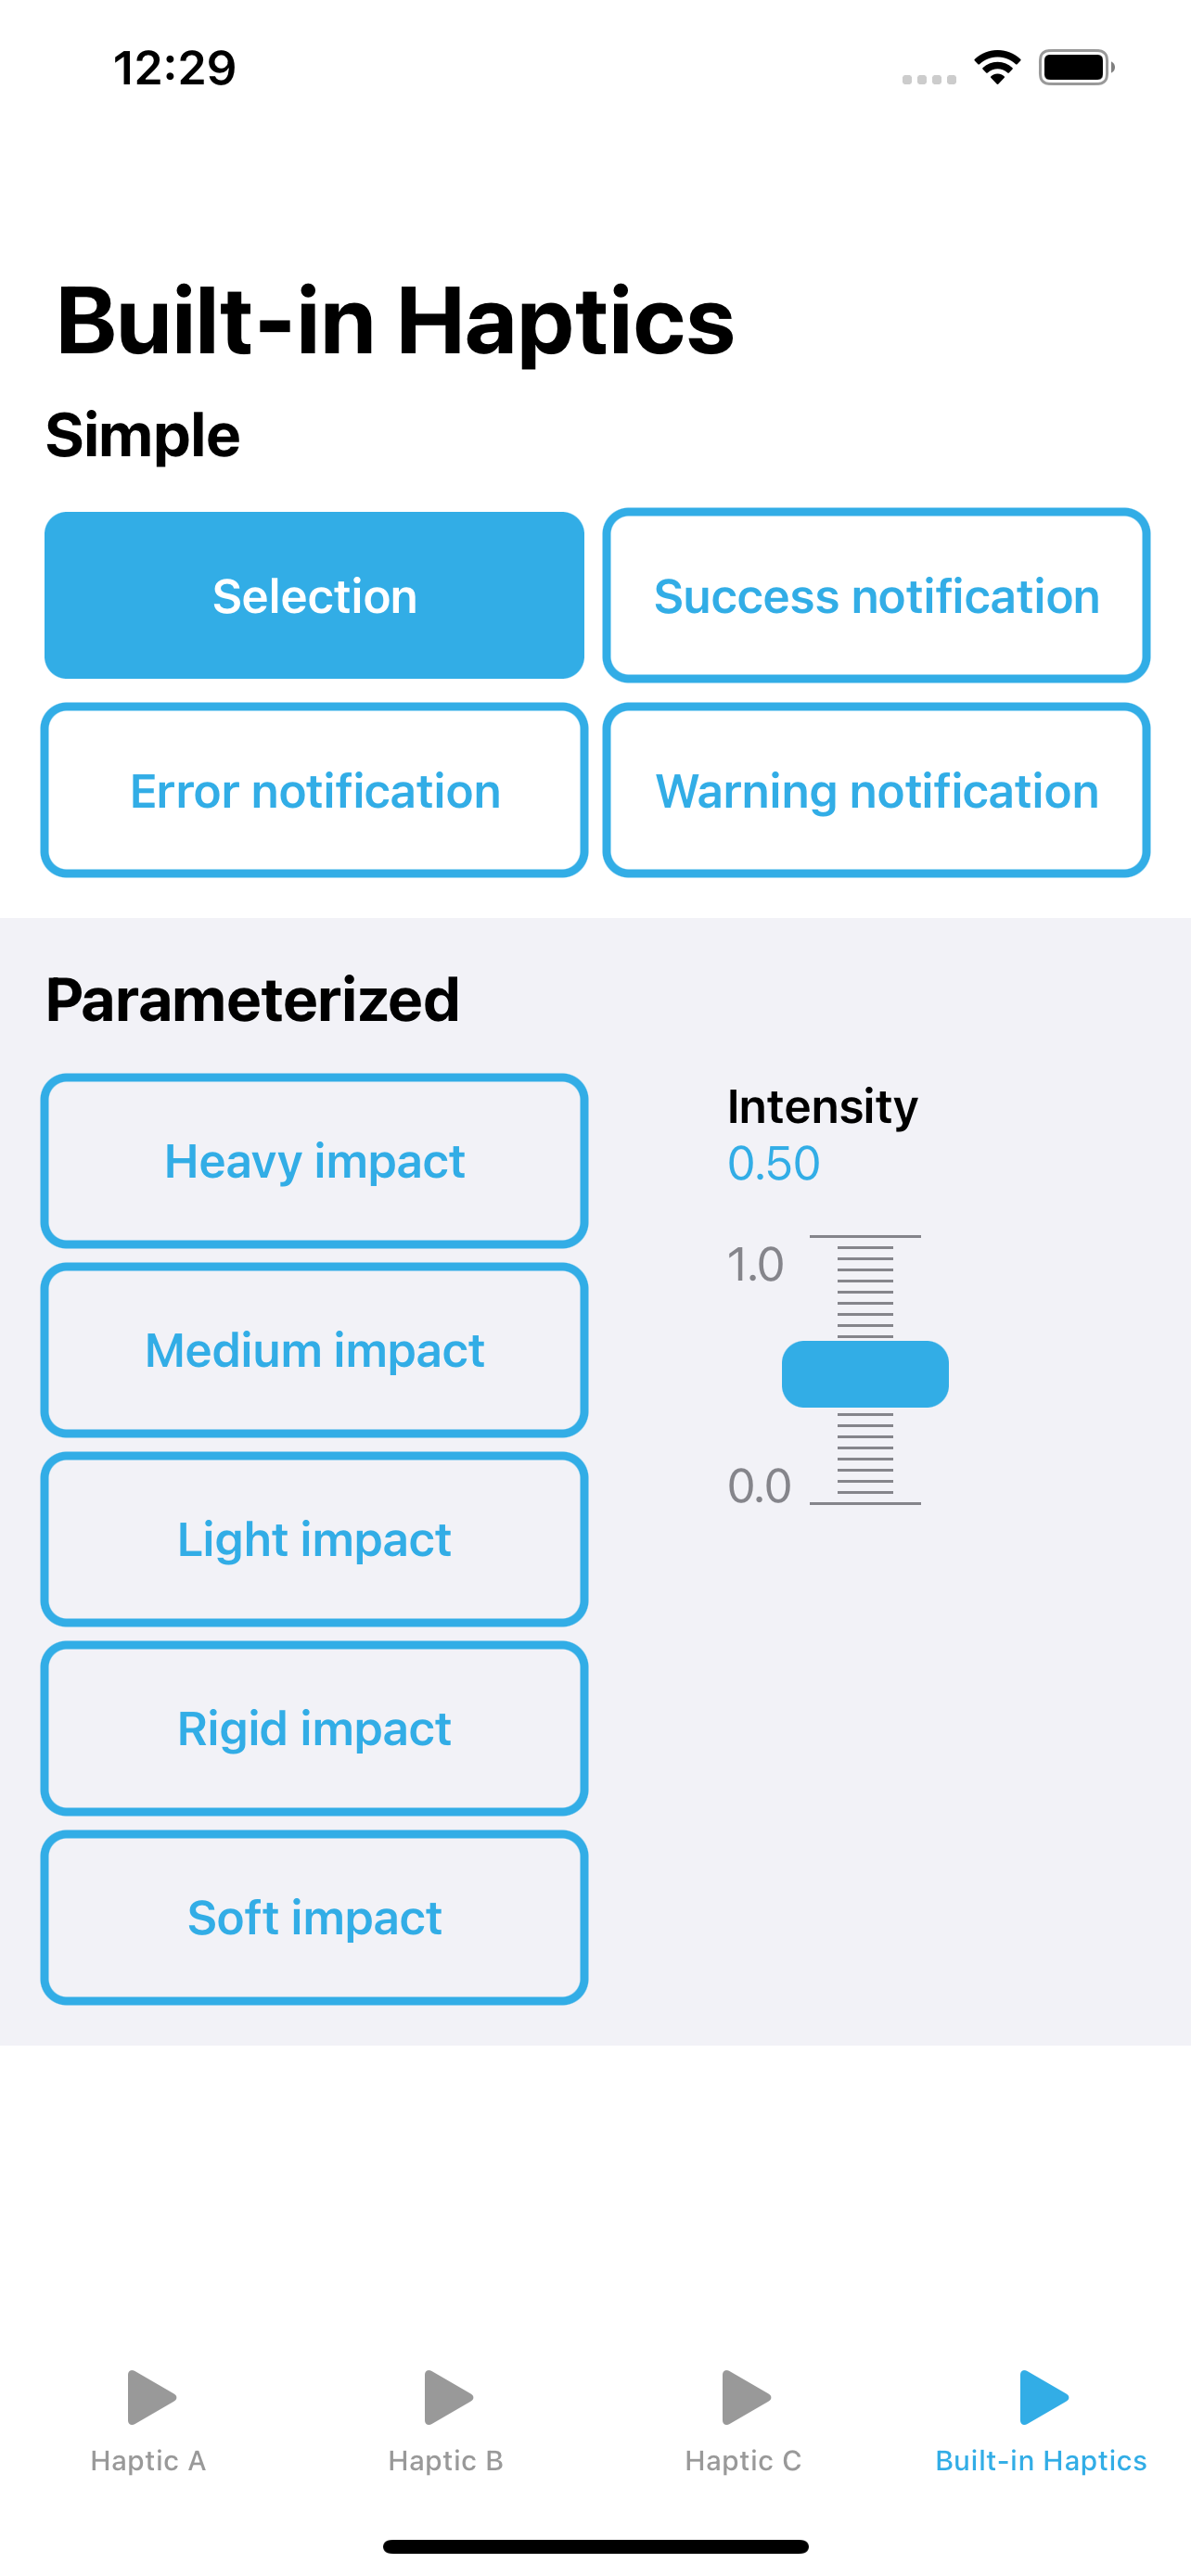 12:29
Built-in Haptics
Simple
Selection
Success notification
Error notification
Warning notification
Parameterized
Heavy impact
Medium impact
Light impact
Rigid impact
Soft impact
Intensity
0.50
1.0
0.0
Haptic A
Haptic B
Haptic C
Built-in Haptics